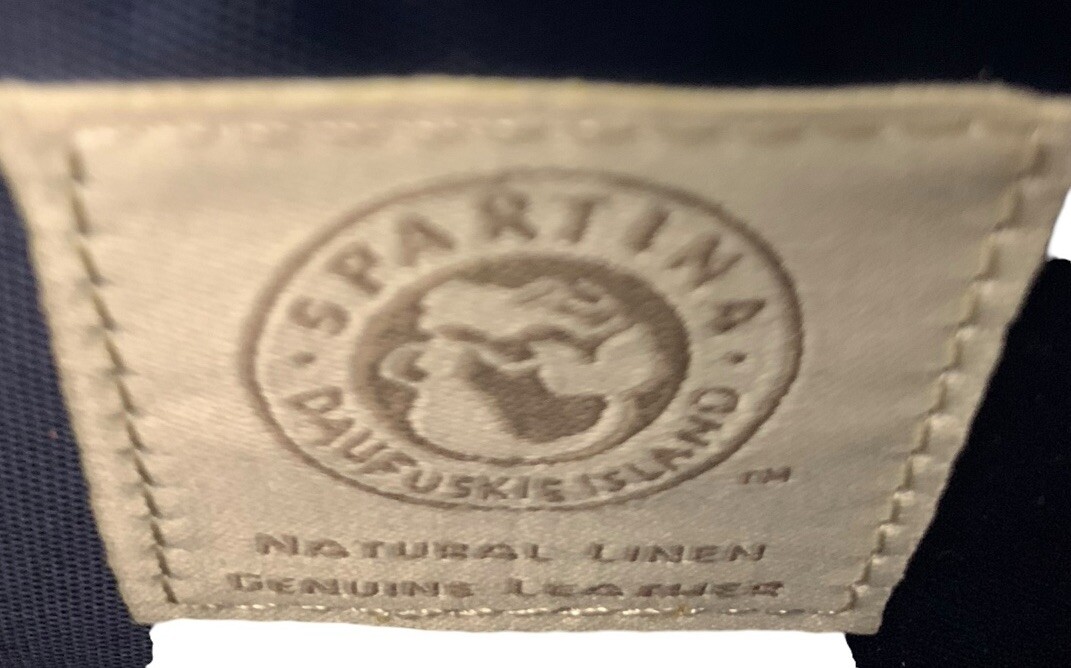 SPARTINA
DAUFUSKIE ISLAND
TM
NATURAL LINEN
GENUINE LEATHER